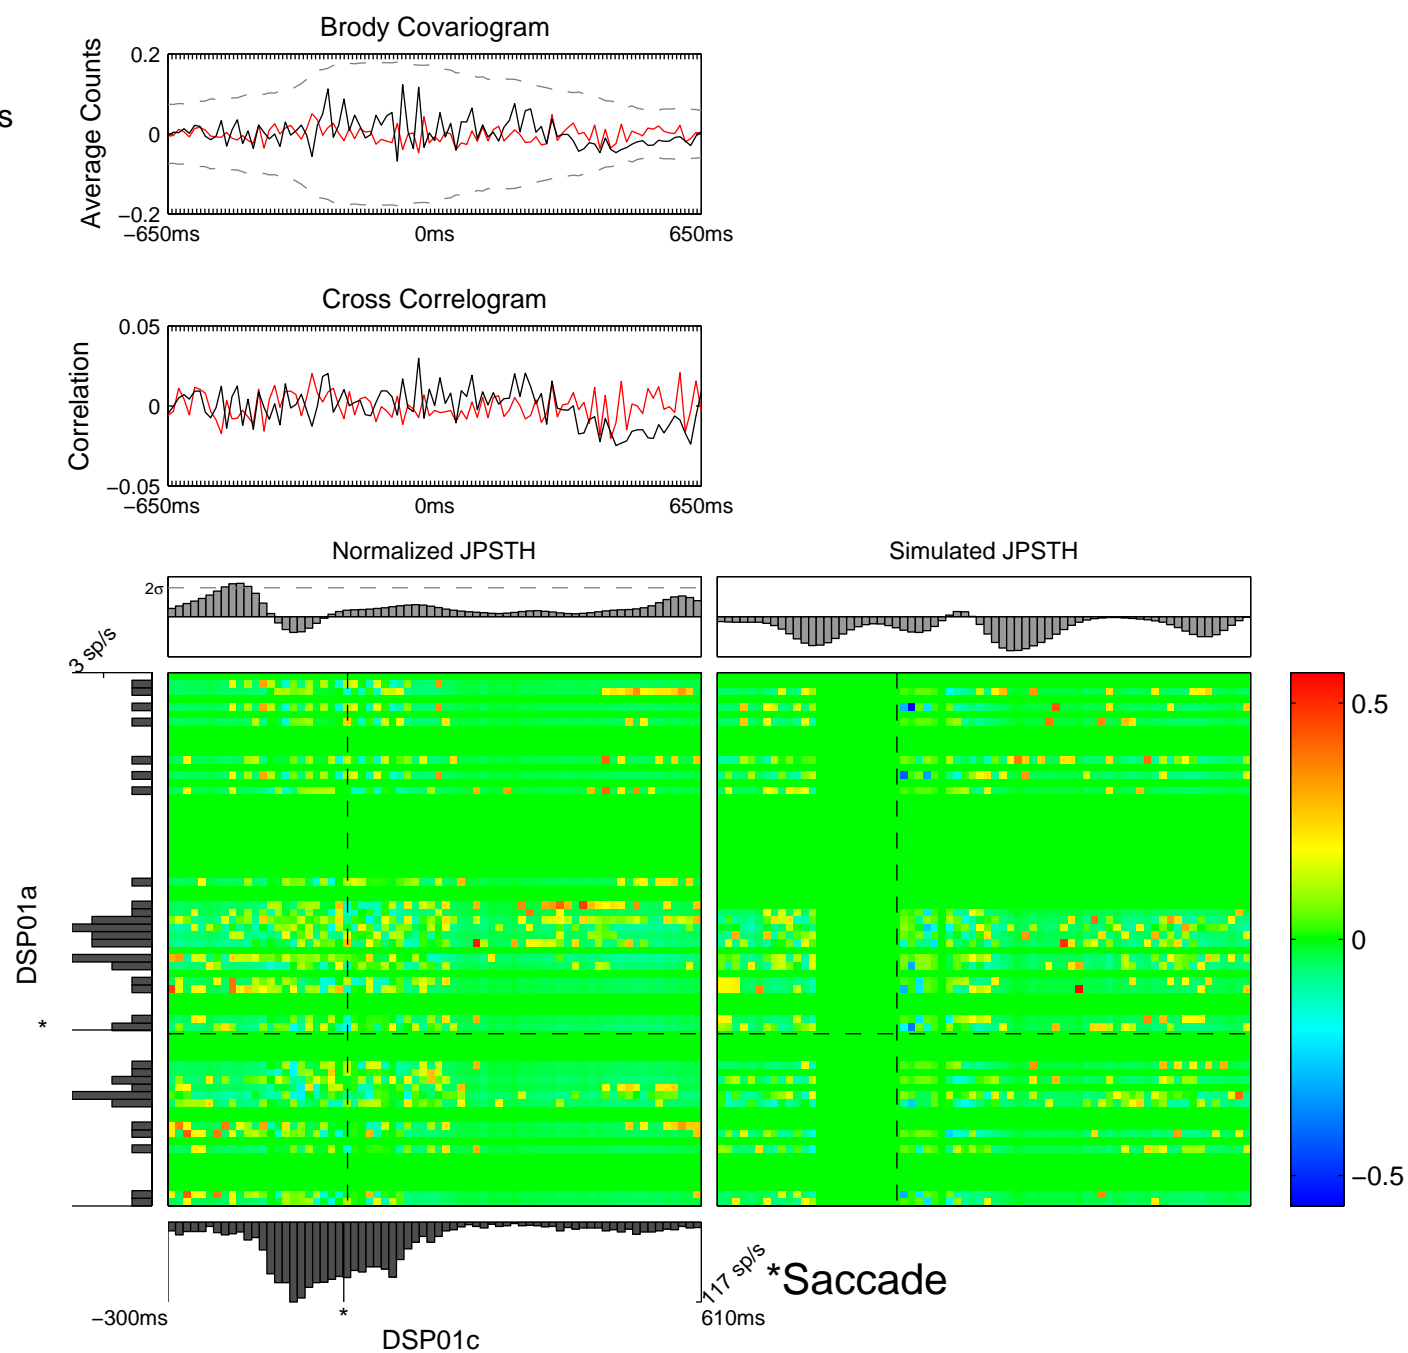 Brody Covariogram
s
Average Counts
0.2
0
−0.2
−650ms
0ms
650ms
Cross Correlogram
Correlation
0.05
0
−0.05
−650ms
0ms
650ms
Normalized JPSTH
Simulated JPSTH
2σ
3 sp/s
DSP01a
*
0.5
0
−0.5
117 sp/s
*Saccade
−300ms
*
610ms
DSP01c